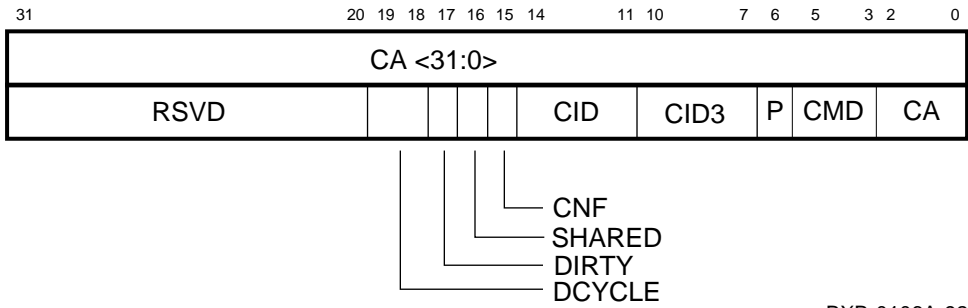 31 20 19 18 17 16 15 14 11 10 7 6 5 3 2 0
CA <31:0>
RSVD CID CID3 P CMD CA
CNF
SHARED
DIRTY
DCYCLE